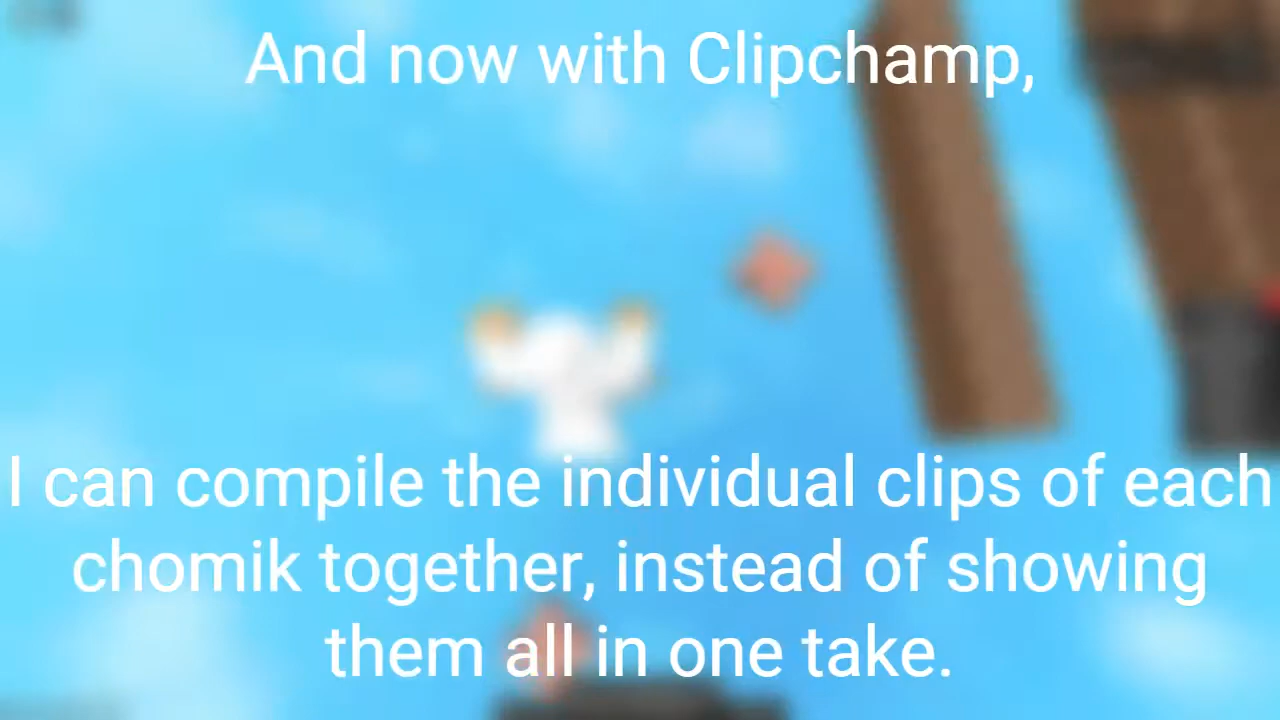 And now with Clipchamp,
I can compile the individual clips of each
chomik together, instead of showing
them all in one take.